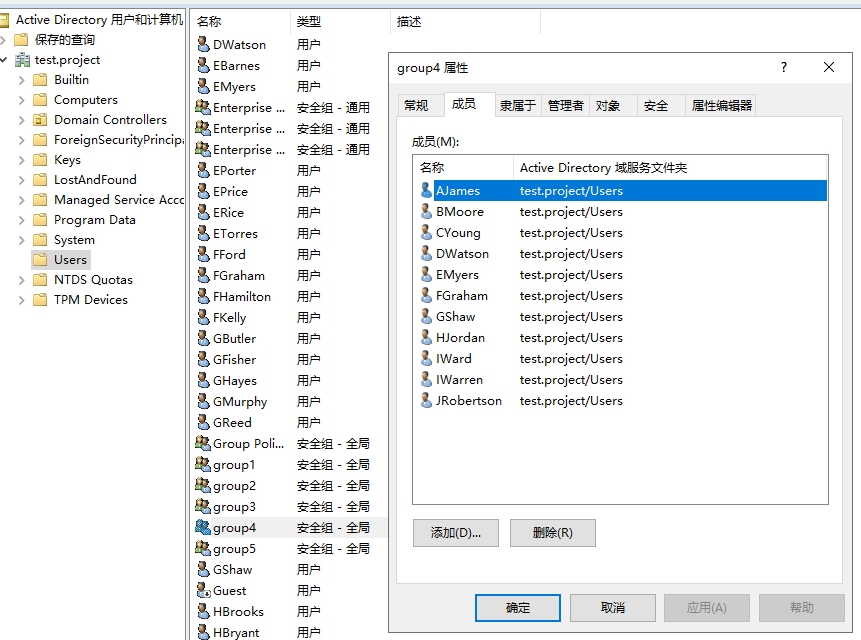 Active Directory 用户和计算机
保存的查询
test.project
Builtin
Computers
Domain Controllers
ForeignSecurityPrincipa
Keys
LostAndFound
Managed Service Acco
Program Data
System
Users
NTDS Quotas
TPM Devices
名称 类型 描述
DWatson 用户
EBarnes 用户
EMyers 用户
Enterprise ... 安全组 - 通用
Enterprise ... 安全组 - 通用
Enterprise ... 安全组 - 通用
EPorter 用户
EPrice 用户
ERice 用户
ETorres 用户
FFord 用户
FGraham 用户
FHamilton 用户
FKelly 用户
GButler 用户
GFisher 用户
GHayes 用户
GMurphy 用户
GReed 用户
Group Poli... 安全组 - 全局
group1 安全组 - 全局
group2 安全组 - 全局
group3 安全组 - 全局
group4 安全组 - 全局
group5 安全组 - 全局
GShaw 用户
Guest 用户
HBrooks 用户
HBryant 用户
group4 属性 ?
常规 成员 隶属于 管理者 对象 安全 属性编辑器
成员(M):
名称 Active Directory 域服务文件夹
AJames test.project/Users
BMoore test.project/Users
CYoung test.project/Users
DWatson test.project/Users
EMyers test.project/Users
FGraham test.project/Users
GShaw test.project/Users
HJordan test.project/Users
IWard test.project/Users
IWarren test.project/Users
JRobertson test.project/Users
添加(D)... 删除(R)
确定 取消 应用(A) 帮助